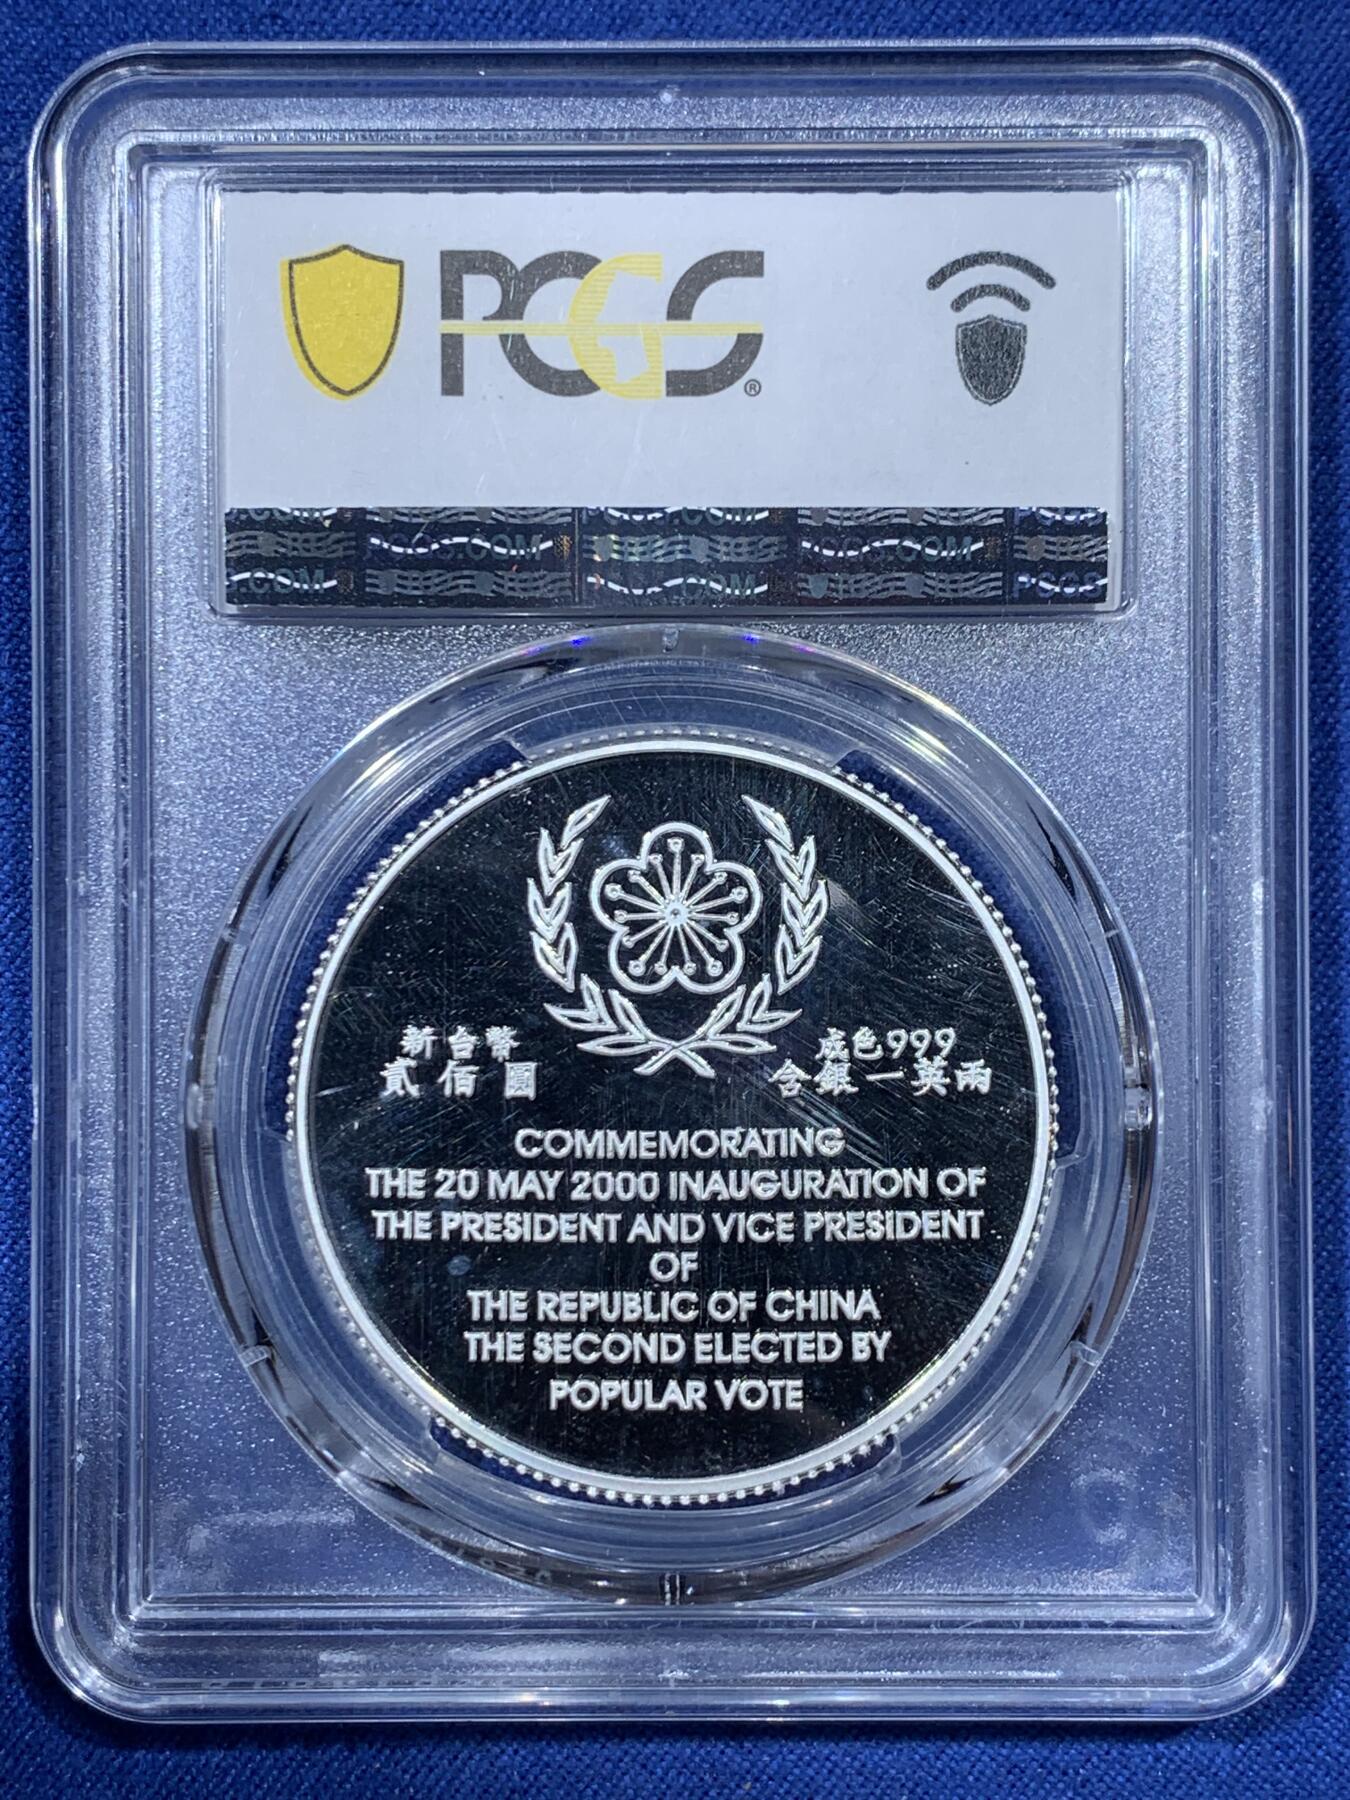 PCGS®
PCGS.COM
新台幣 成色999
貳佰圓 含銀一英兩
COMMEMORATING
THE 20 MAY 2000 INAUGURATION OF
THE PRESIDENT AND VICE PRESIDENT
OF
THE REPUBLIC OF CHINA
THE SECOND ELECTED BY
POPULAR VOTE